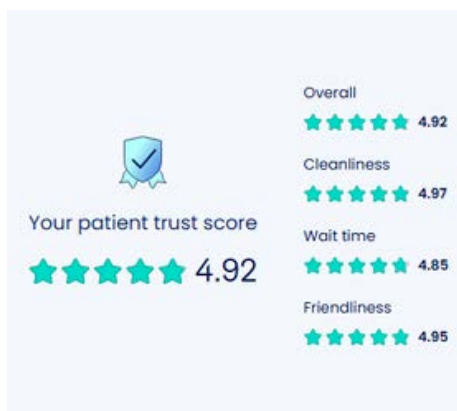 Your patient trust score
4.92
Overall
4.92
Cleanliness
4.97
Wait time
4.85
Friendliness
4.95